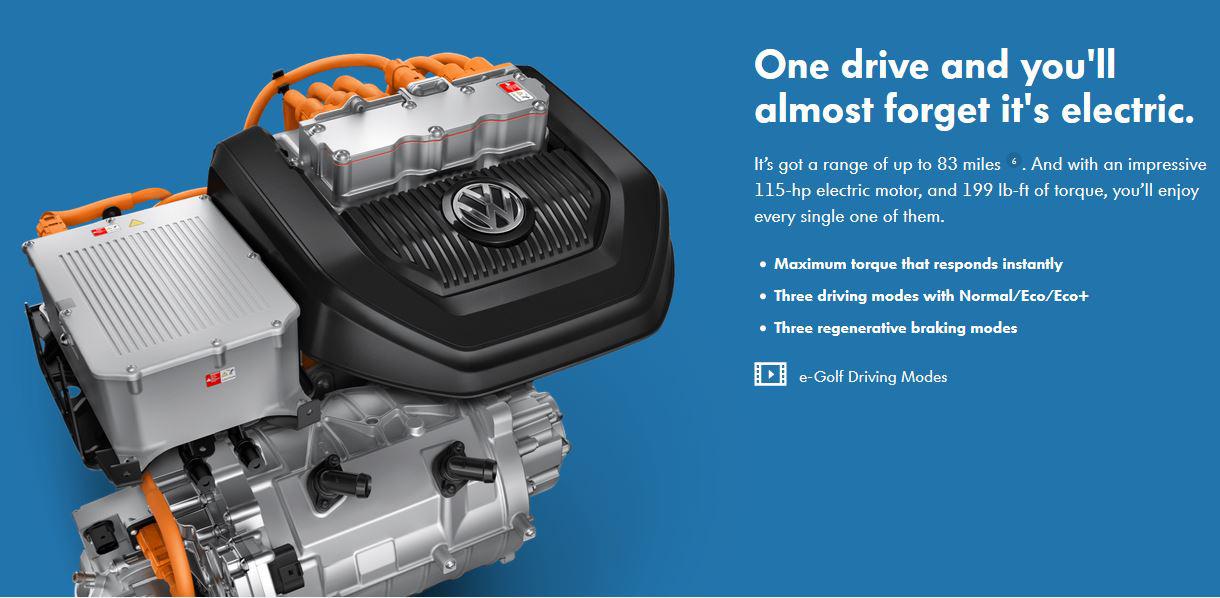 One drive and you'll
almost forget it's electric.
It's got a range of up to 83 miles 6 . And with an impressive
115-hp electric motor, and 199 lb-ft of torque, you'll enjoy
every single one of them.
• Maximum torque that responds instantly
• Three driving modes with Normal/Eco/Eco+
• Three regenerative braking modes
e-Golf Driving Modes